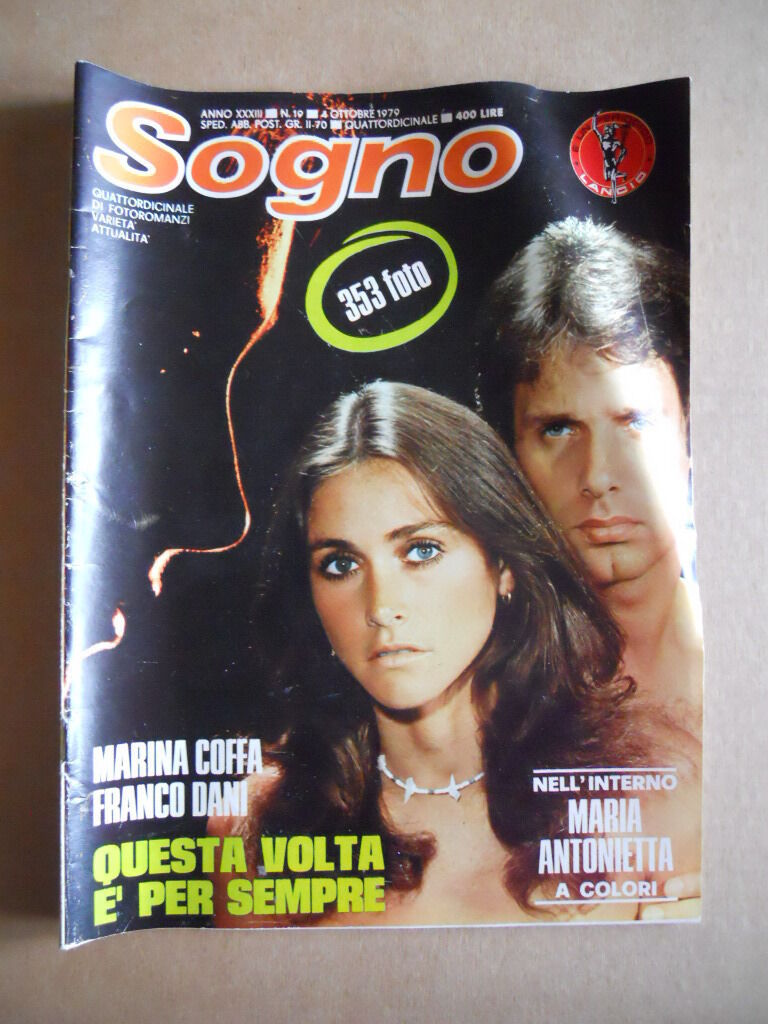 ANNO XXXIII ■ N. 19 ■ 4 OTTOBRE 1979
SPED. ABB. POST. GR. II-70 ■ QUATTORDICINALE ■ 400 LIRE
Sogno
QUATTORDICINALE
DI FOTOROMANZI
VARIETA'
ATTUALITA'
LANCIO
353 foto
MARINA COFFA
FRANCO DANI
QUESTA VOLTA
E' PER SEMPRE
NELL'INTERNO
MARIA
ANTONIETTA
A COLORI